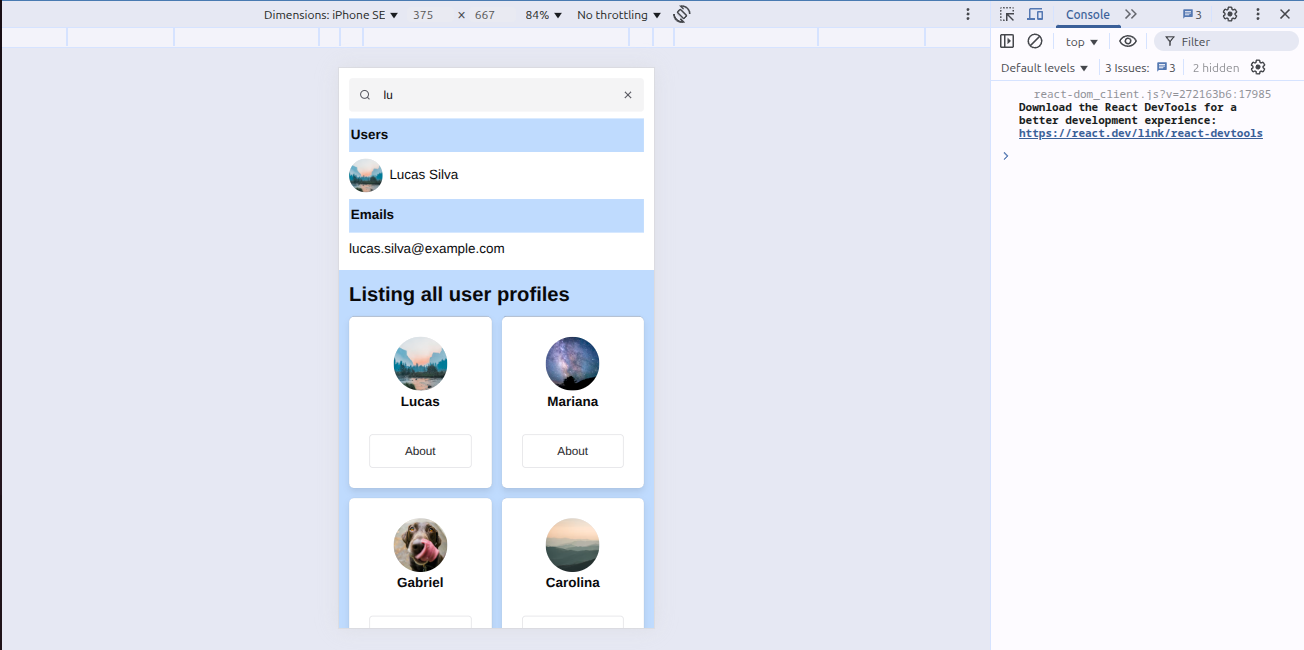 Dimensions: iPhone SE 375 × 667 84% No throttling
Console 3
top Filter
Default levels 3 Issues: 3 2 hidden
react-dom_client.js?v=272163b6:17985
Download the React DevTools for a
better development experience:
https://react.dev/link/react-devtools
lu
Users
Lucas Silva
Emails
lucas.silva@example.com
Listing all user profiles
Lucas
About
Mariana
About
Gabriel
Carolina